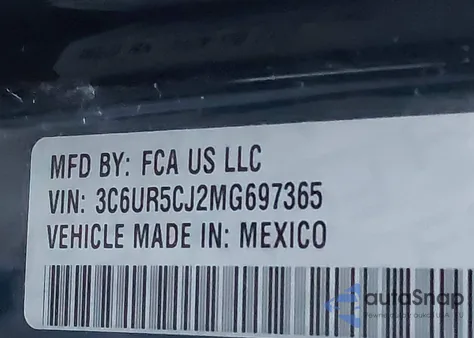 MFD BY: FCA US LLC
VIN: 3C6UR5CJ2MG697365
VEHICLE MADE IN: MEXICO
autoSnap